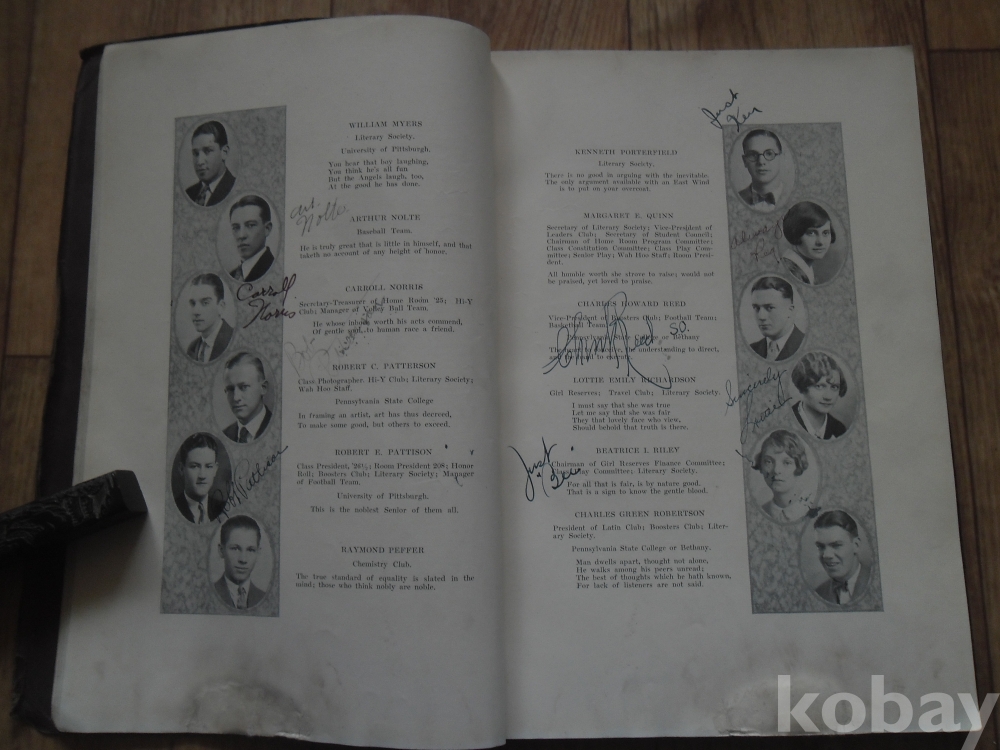 WILLIAM MYERS
Literary Society.
University of Pittsburgh.
You hear that boy laughing,
You think he's all fun
But the Angels laugh, too,
At the good he has done.
Art.
Nolte
ARTHUR NOLTE
Baseball Team.
He is truly great that is little in himself, and that
taketh no account of any height of honor.
Carroll
Norris
CARROLL NORRIS
Secretary-Treasurer of Home Room '25; Hi-Y
Club; Manager of Volley Ball Team.
He whose inborn worth his acts commend,
Of gentle soul, to human race a friend.
ROBERT C. PATTERSON
Class Photographer. Hi-Y Club; Literary Society;
Wah Hoo Staff.
Pennsylvania State College
In framing an artist, art has thus decreed,
To make some good, but others to exceed.
Bob Pattison
ROBERT E. PATTISON
Class President, '28½; Room President 208; Honor
Roll; Boosters Club; Literary Society; Manager
of Football Team.
University of Pittburgh.
This is the noblest Senior of them all.
RAYMOND PEFFER
Chemistry Club.
The true standard of equality is slated in the
mind; those who think nobly are noble.
Just
Ken
KENNETH PORTERFIELD
Literary Society.
There is no good in arguing with the inevitable.
The only argument available with an East Wind
is to put on your overcoat.
MARGARET E. QUINN
Secretary of Literary Society; Vice-President of
Leaders Club; Secretary of Student Council;
Chairman of Home Room Program Committee;
Class Constitution Committee; Class Play Com-
mittee; Senior Play; Wah Hoo Staff; Room Presi-
dent.
All humble worth she strove to raise; would not
be praised, yet loved to praise.
CHARLES HOWARD REED
Vice-President of Boosters Club; Football Team;
Basketball Team.
State College or Bethany
The understanding to direct,
Reed
LOTTIE EMILY RICHARDSON
Girl Reserves; Travel Club; Literary Society.
I must say that she was true
Let me say that she was fair
They that lovely face who view,
Should behold that truth is there.
Sincerely
Just
BEATRICE I. RILEY
Chairman of Girl Reserves Finance Committee;
Committee, Literary Society.
For all that is fair, is by nature good.
That is a sign to know the gentle blood.
CHARLES GREEN ROBERTSON
President of Latin Club; Boosters Club; Liter-
ary Society.
Pennsylvania State College or Bethany.
Man dwells apart, thought not alone,
He walks among his peers unread;
The best of thoughts which he hath known,
For lack of listeners are not said.
kobay